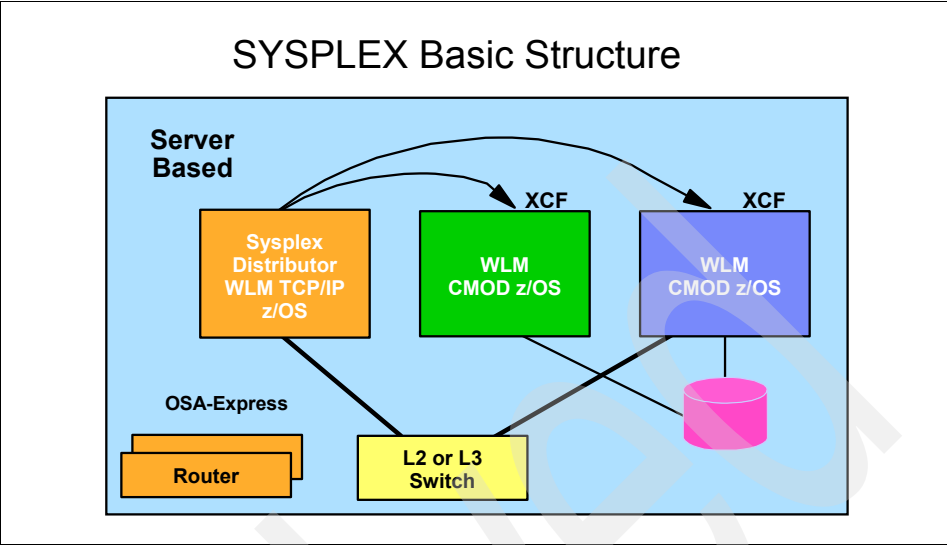 SYSPLEX Basic Structure
Server
Based
XCF
XCF
Sysplex
Distributor
WLM TCP/IP
z/OS
WLM
CMOD z/OS
WLM
CMOD z/OS
OSA-Express
Router
L2 or L3
Switch